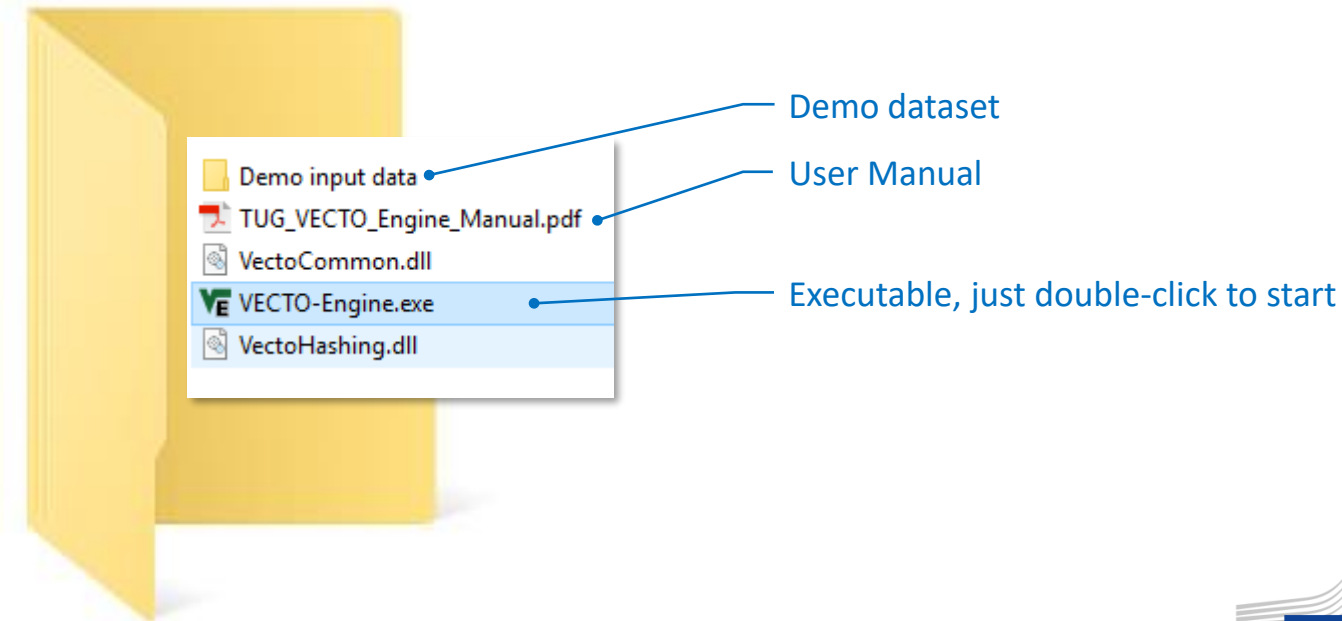 Demo dataset
Demo input data
User Manual
TUG_VECTO_Engine_Manual.pdf
VectoCommon.dll
VE VECTO-Engine.exe
Executable, just double-click to start
VectoHashing.dll